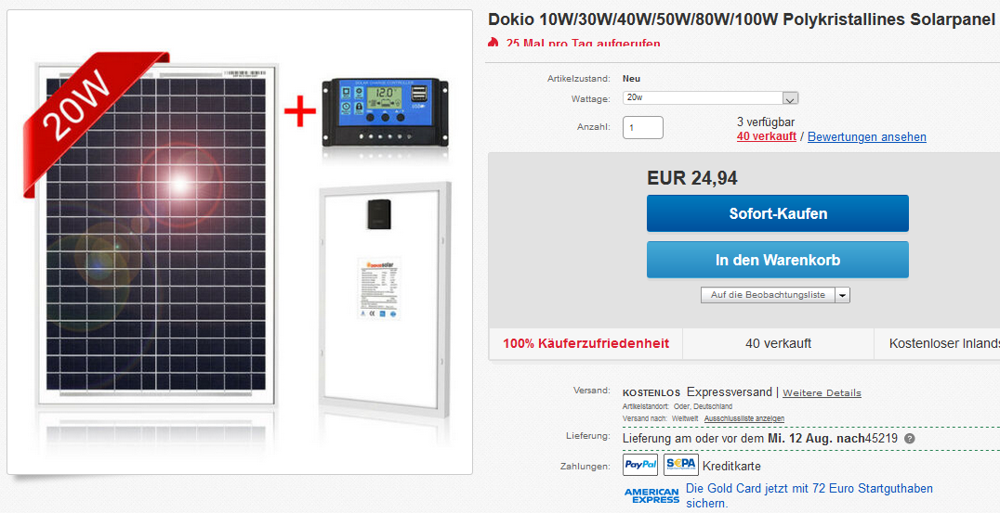 Dokio 10W/30W/40W/50W/80W/100W Polykristallines Solarpanel
25 Mal pro Tag aufgerufen
20W
+
SOLAR CHARGE CONTROLLER
12.0
solar
Artikelzustand: Neu
Wattage: 20w
Anzahl: 1
3 verfügbar
40 verkauft / Bewertungen ansehen
EUR 24,94
Sofort-Kaufen
In den Warenkorb
Auf die Beobachtungsliste
100% Käuferzufriedenheit
40 verkauft
Kostenloser Inlands
Versand: KOSTENLOS Expressversand | Weitere Details
Artikelstandort: Oder, Deutschland
Versand nach: Weltweit Ausschlussliste anzeigen
Lieferung: Lieferung am oder vor dem Mi. 12 Aug. nach45219 ?
Zahlungen: PayPal SEPA Kreditkarte
AMERICAN EXPRESS
Die Gold Card jetzt mit 72 Euro Startguthaben
sichern.